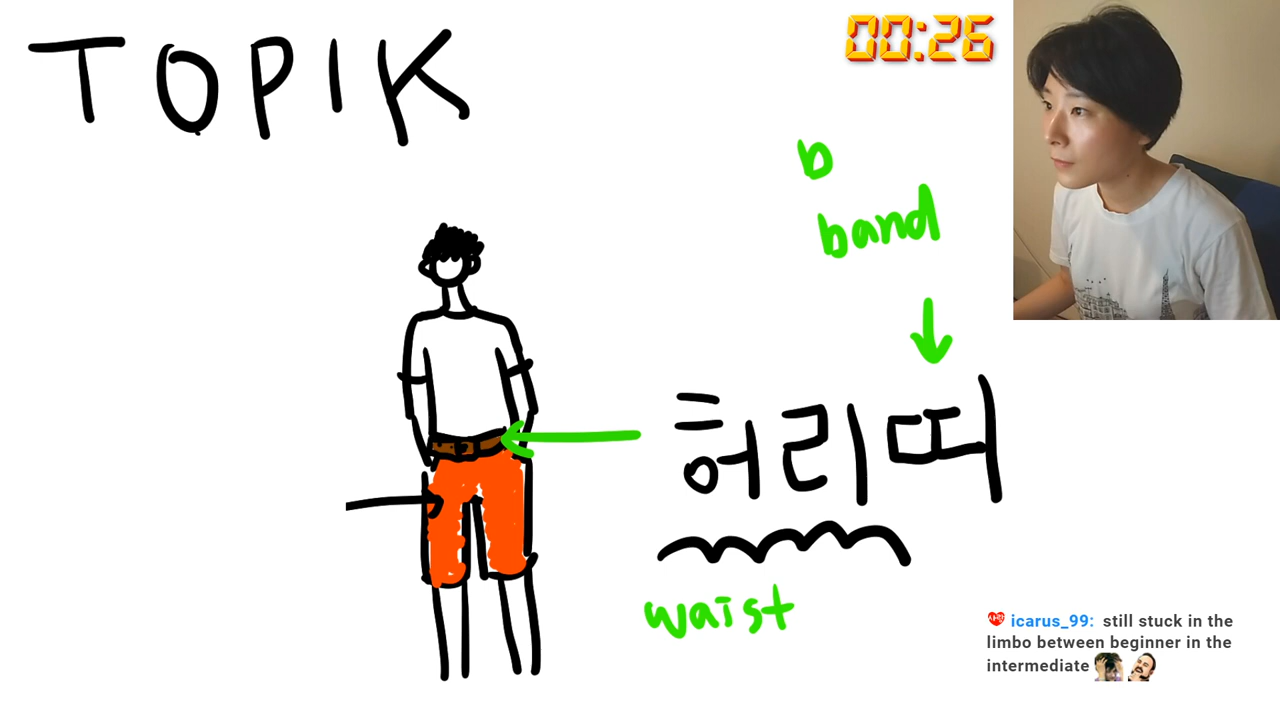 TOPIK
00:26
b
band
허리띠
waist
icarus_99: still stuck in the
limbo between beginner in the
intermediate